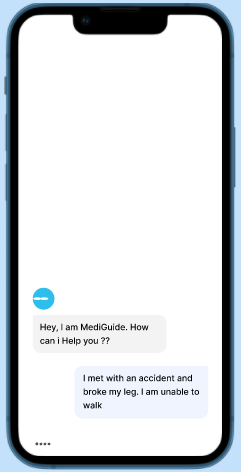 Hey, I am MediGuide. How
can i Help you ??
I met with an accident and
broke my leg. I am unable to
walk